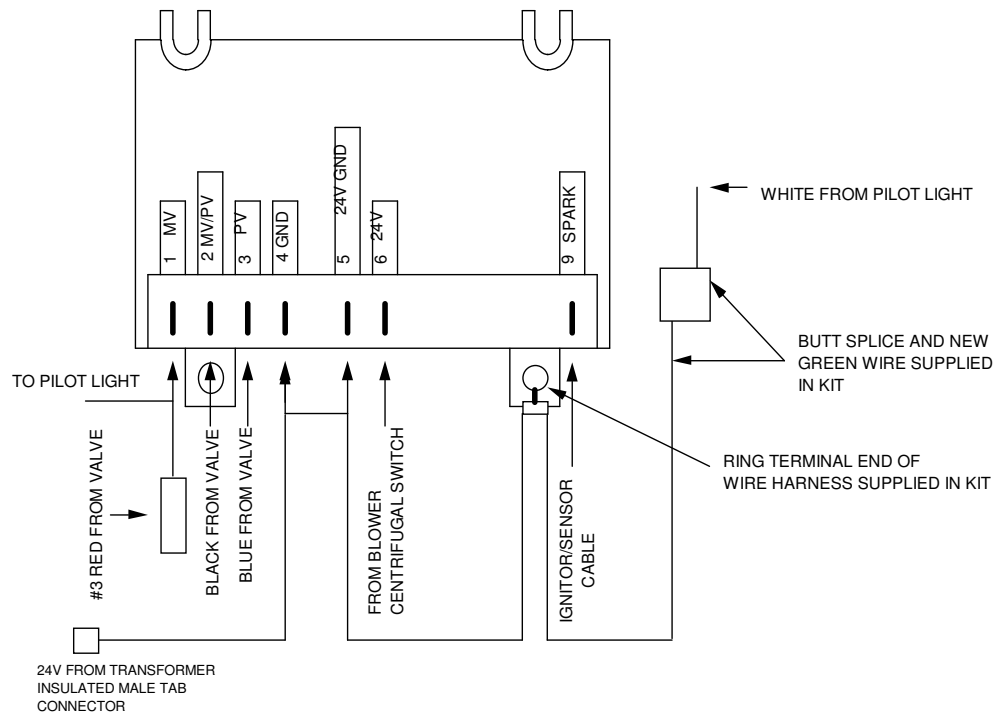 1 MV
2 MV/PV
3 PV
4 GND
5 24V GND
6 24V
9 SPARK
WHITE FROM PILOT LIGHT
BUTT SPLICE AND NEW
GREEN WIRE SUPPLIED
IN KIT
TO PILOT LIGHT
#3 RED FROM VALVE
BLACK FROM VALVE
BLUE FROM VALVE
FROM BLOWER
CENTRIFUGAL SWITCH
IGNITOR/SENSOR
CABLE
RING TERMINAL END OF
WIRE HARNESS SUPPLIED IN KIT
24V FROM TRANSFORMER
INSULATED MALE TAB
CONNECTOR